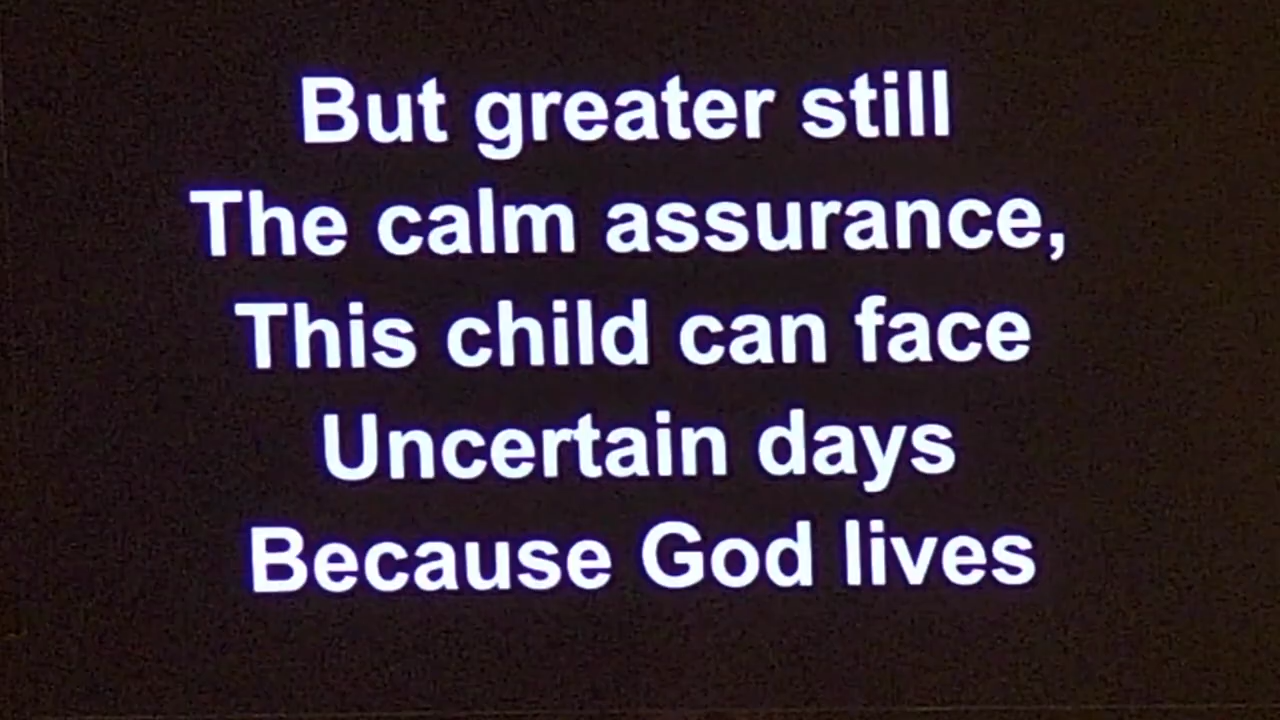 But greater still
The calm assurance,
This child can face
Uncertain days
Because God lives